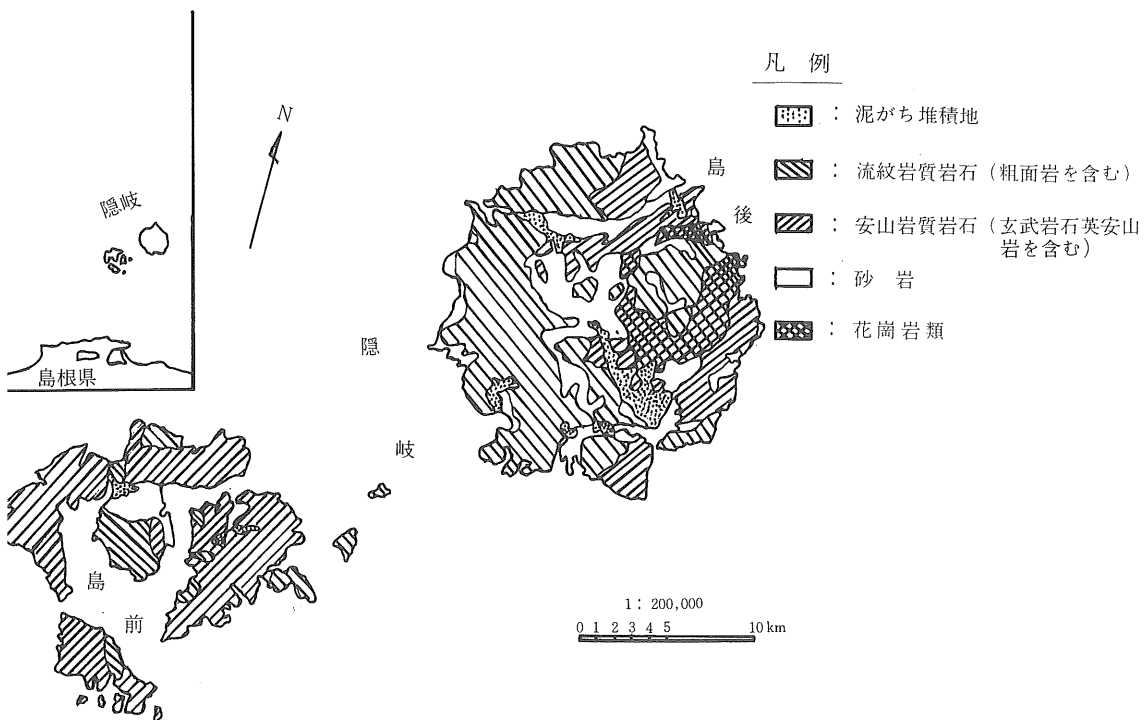 凡 例
: 泥がち堆積地
: 流紋岩質岩石(粗面岩を含む)
: 安山岩質岩石(玄武岩石英安山
岩を含む)
: 砂 岩
: 花崗岩類
N
隠岐
島根県
島
後
隠
岐
島
前
1: 200,000
0 1 2 3 4 5 10 km